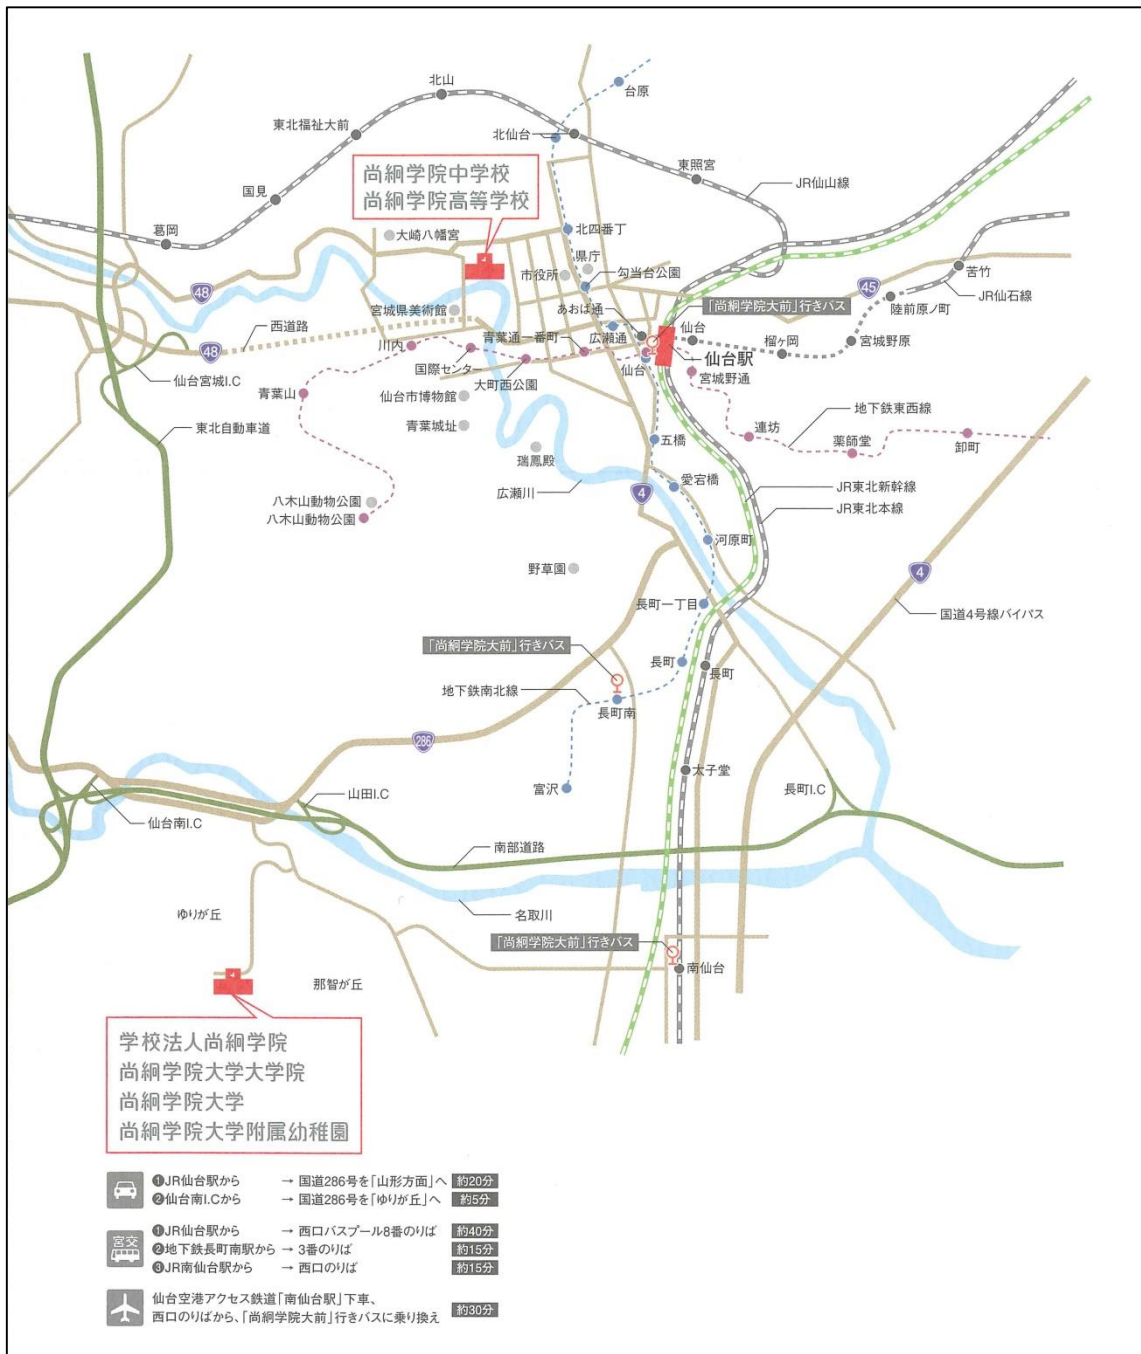 北山
台原
東北福祉大前
北仙台
東照宮
尚絅学院中学校
尚絅学院高等学校
JR仙山線
国見
葛岡
大崎八幡宮
北四番丁
県庁
市役所
勾当台公園
苦竹
45
JR仙石線
陸前原ノ町
48
宮城県美術館
あおば通
「尚絅学院大前」行きバス
西道路
青葉通一番町
広瀬通
仙台
榴ヶ岡
宮城野原
48
川内
国際センター
大町西公園
仙台
仙台駅
宮城野通
仙台宮城I.C
青葉山
仙台市博物館
地下鉄東西線
東北自動車道
青葉城址
五橋
連坊
薬師堂
卸町
瑞鳳殿
広瀬川
愛宕橋
4
JR東北新幹線
JR東北本線
八木山動物公園
八木山動物公園
河原町
野草園
4
長町一丁目
国道4号線バイパス
「尚絅学院大前」行きバス
長町
長町
地下鉄南北線
長町南
286
太子堂
富沢
長町I.C
山田I.C
仙台南I.C
南部道路
ゆりが丘
名取川
「尚絅学院大前」行きバス
南仙台
那智が丘
学校法人尚絅学院
尚絅学院大学大学院
尚絅学院大学
尚絅学院大学附属幼稚園
❶JR仙台駅から → 国道286号を「山形方面」へ 約20分
❷仙台南I.Cから → 国道286号を「ゆりが丘」へ 約5分
宮交
❶JR仙台駅から → 西口バスプール8番のりば 約40分
❷地下鉄長町南駅から → 3番のりば 約15分
❸JR南仙台駅から → 西口のりば 約15分
仙台空港アクセス鉄道「南仙台駅」下車、
西口のりばから、「尚絅学院大前」行きバスに乗り換え 約30分